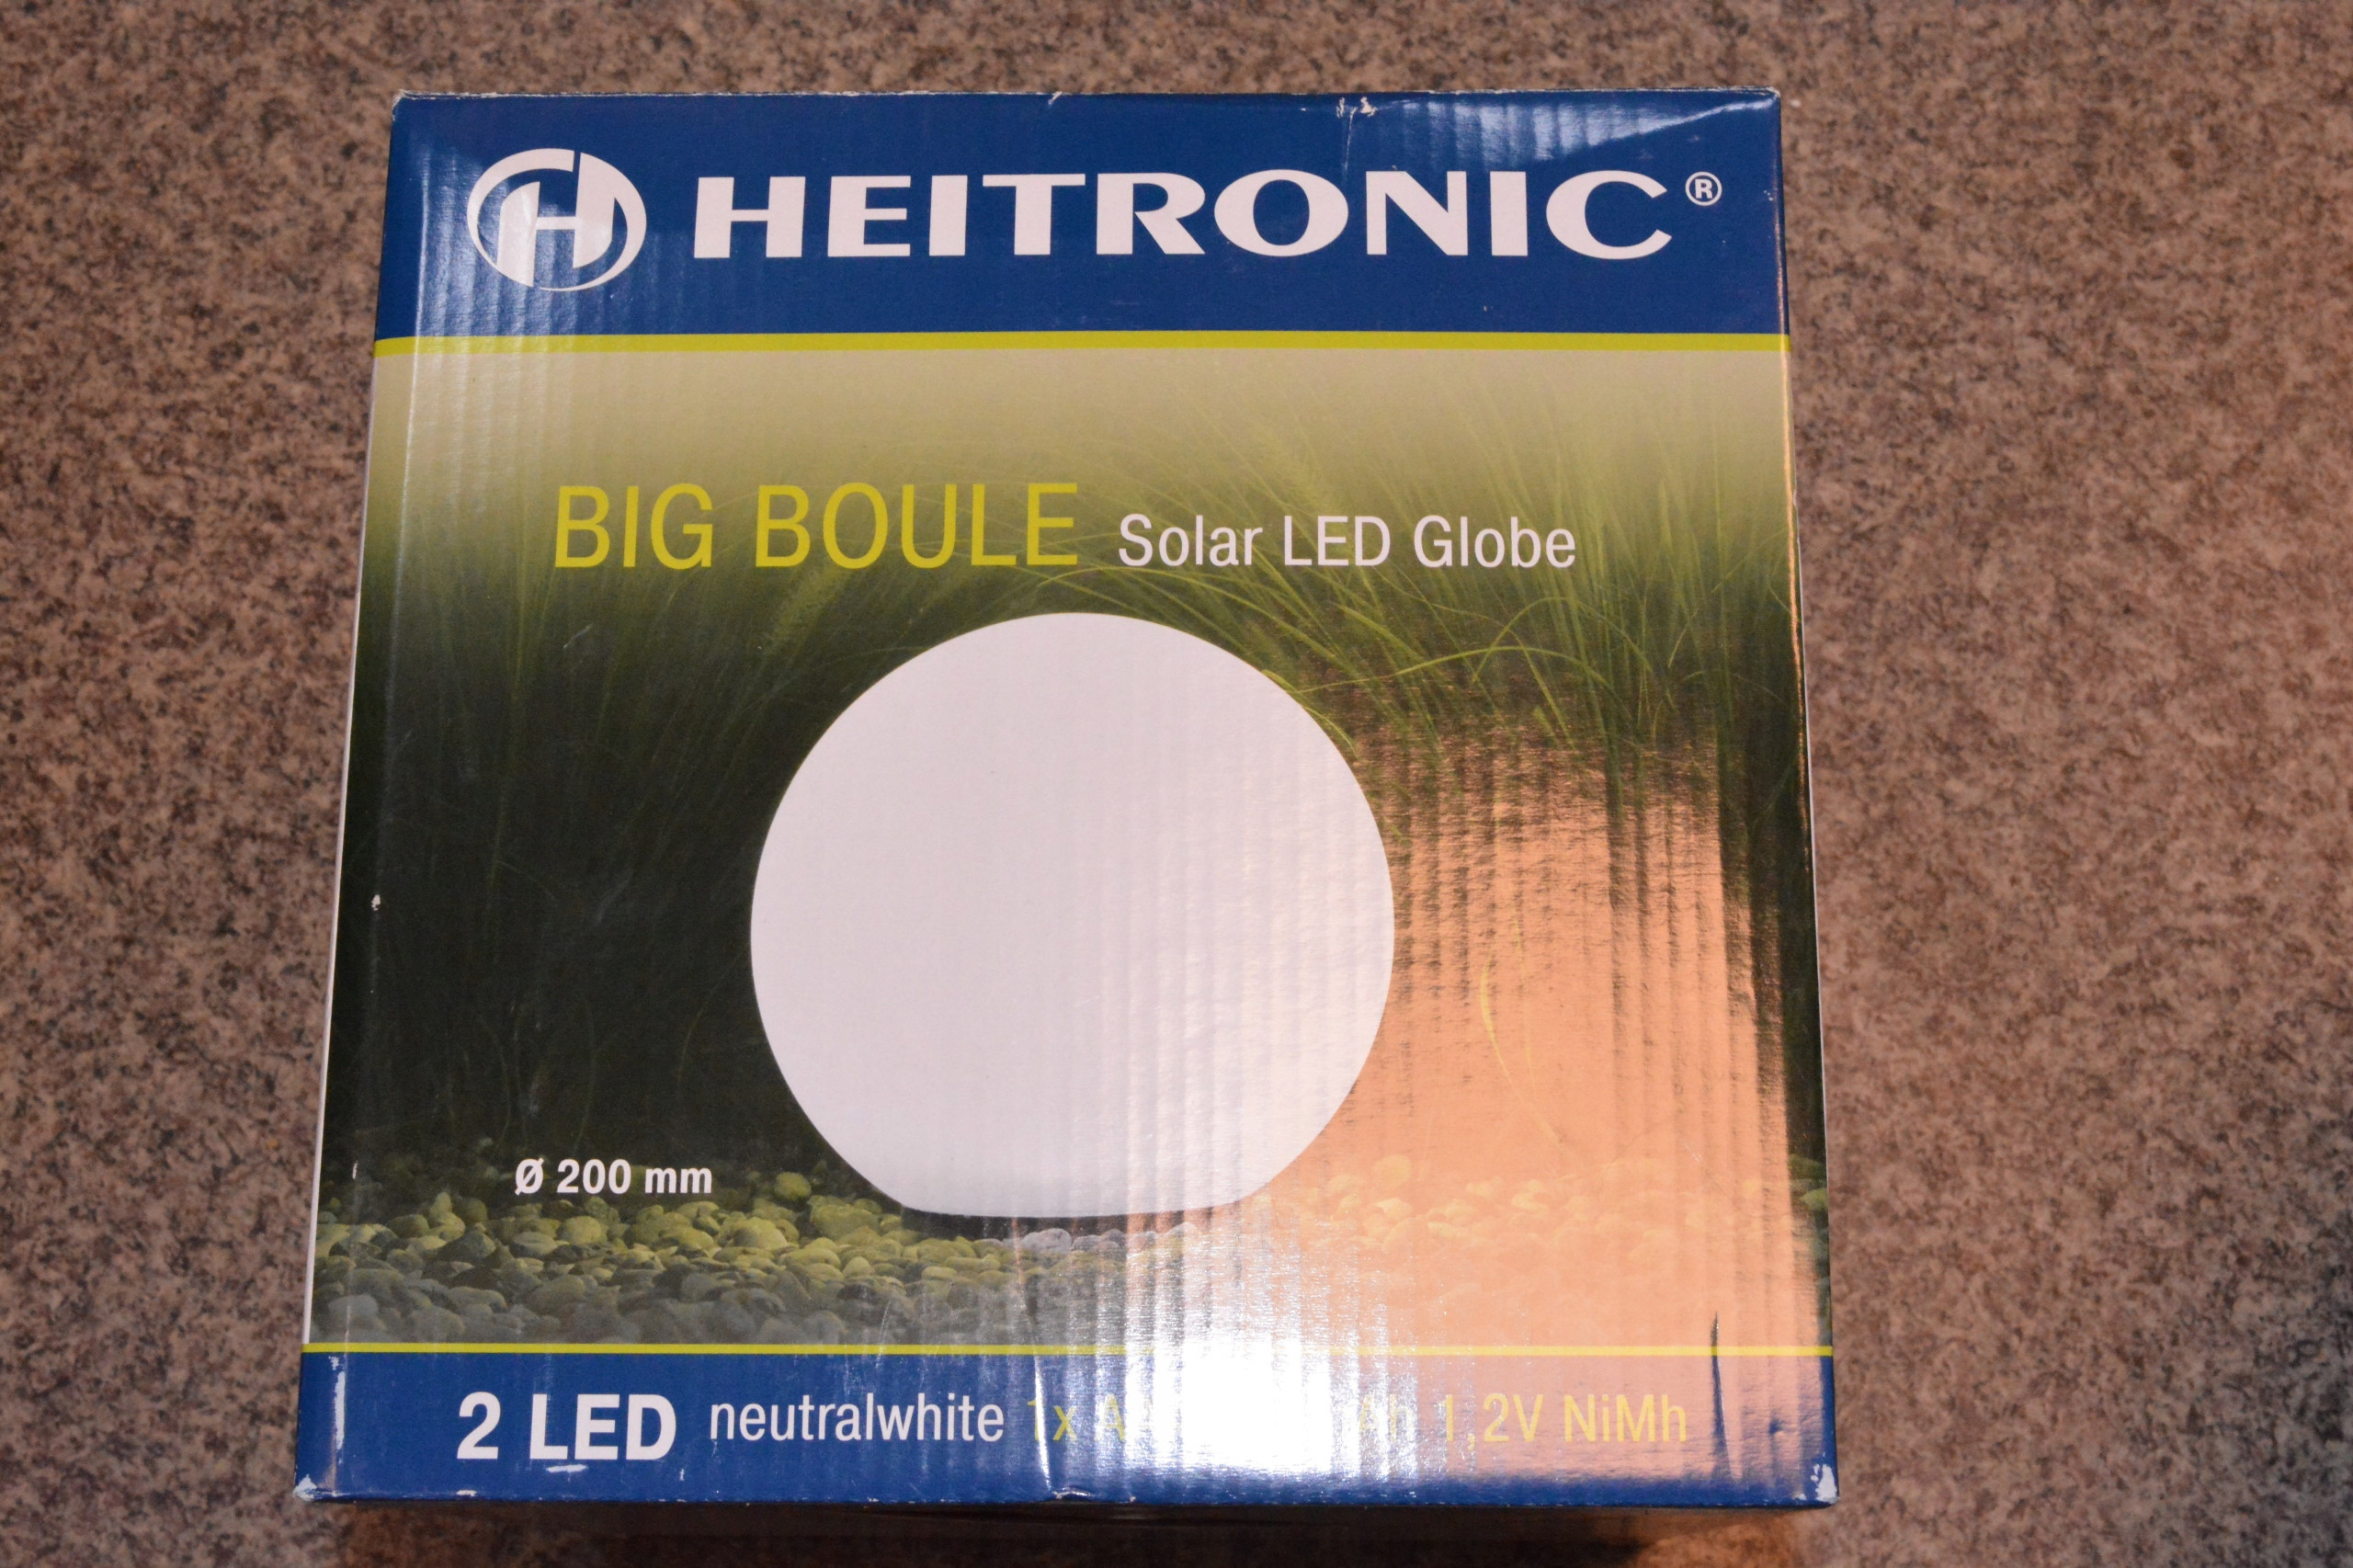 HEITRONIC®
BIG BOULE Solar LED Globe
Ø 200 mm
2 LED neutralwhite 1x 1,2V NiMh